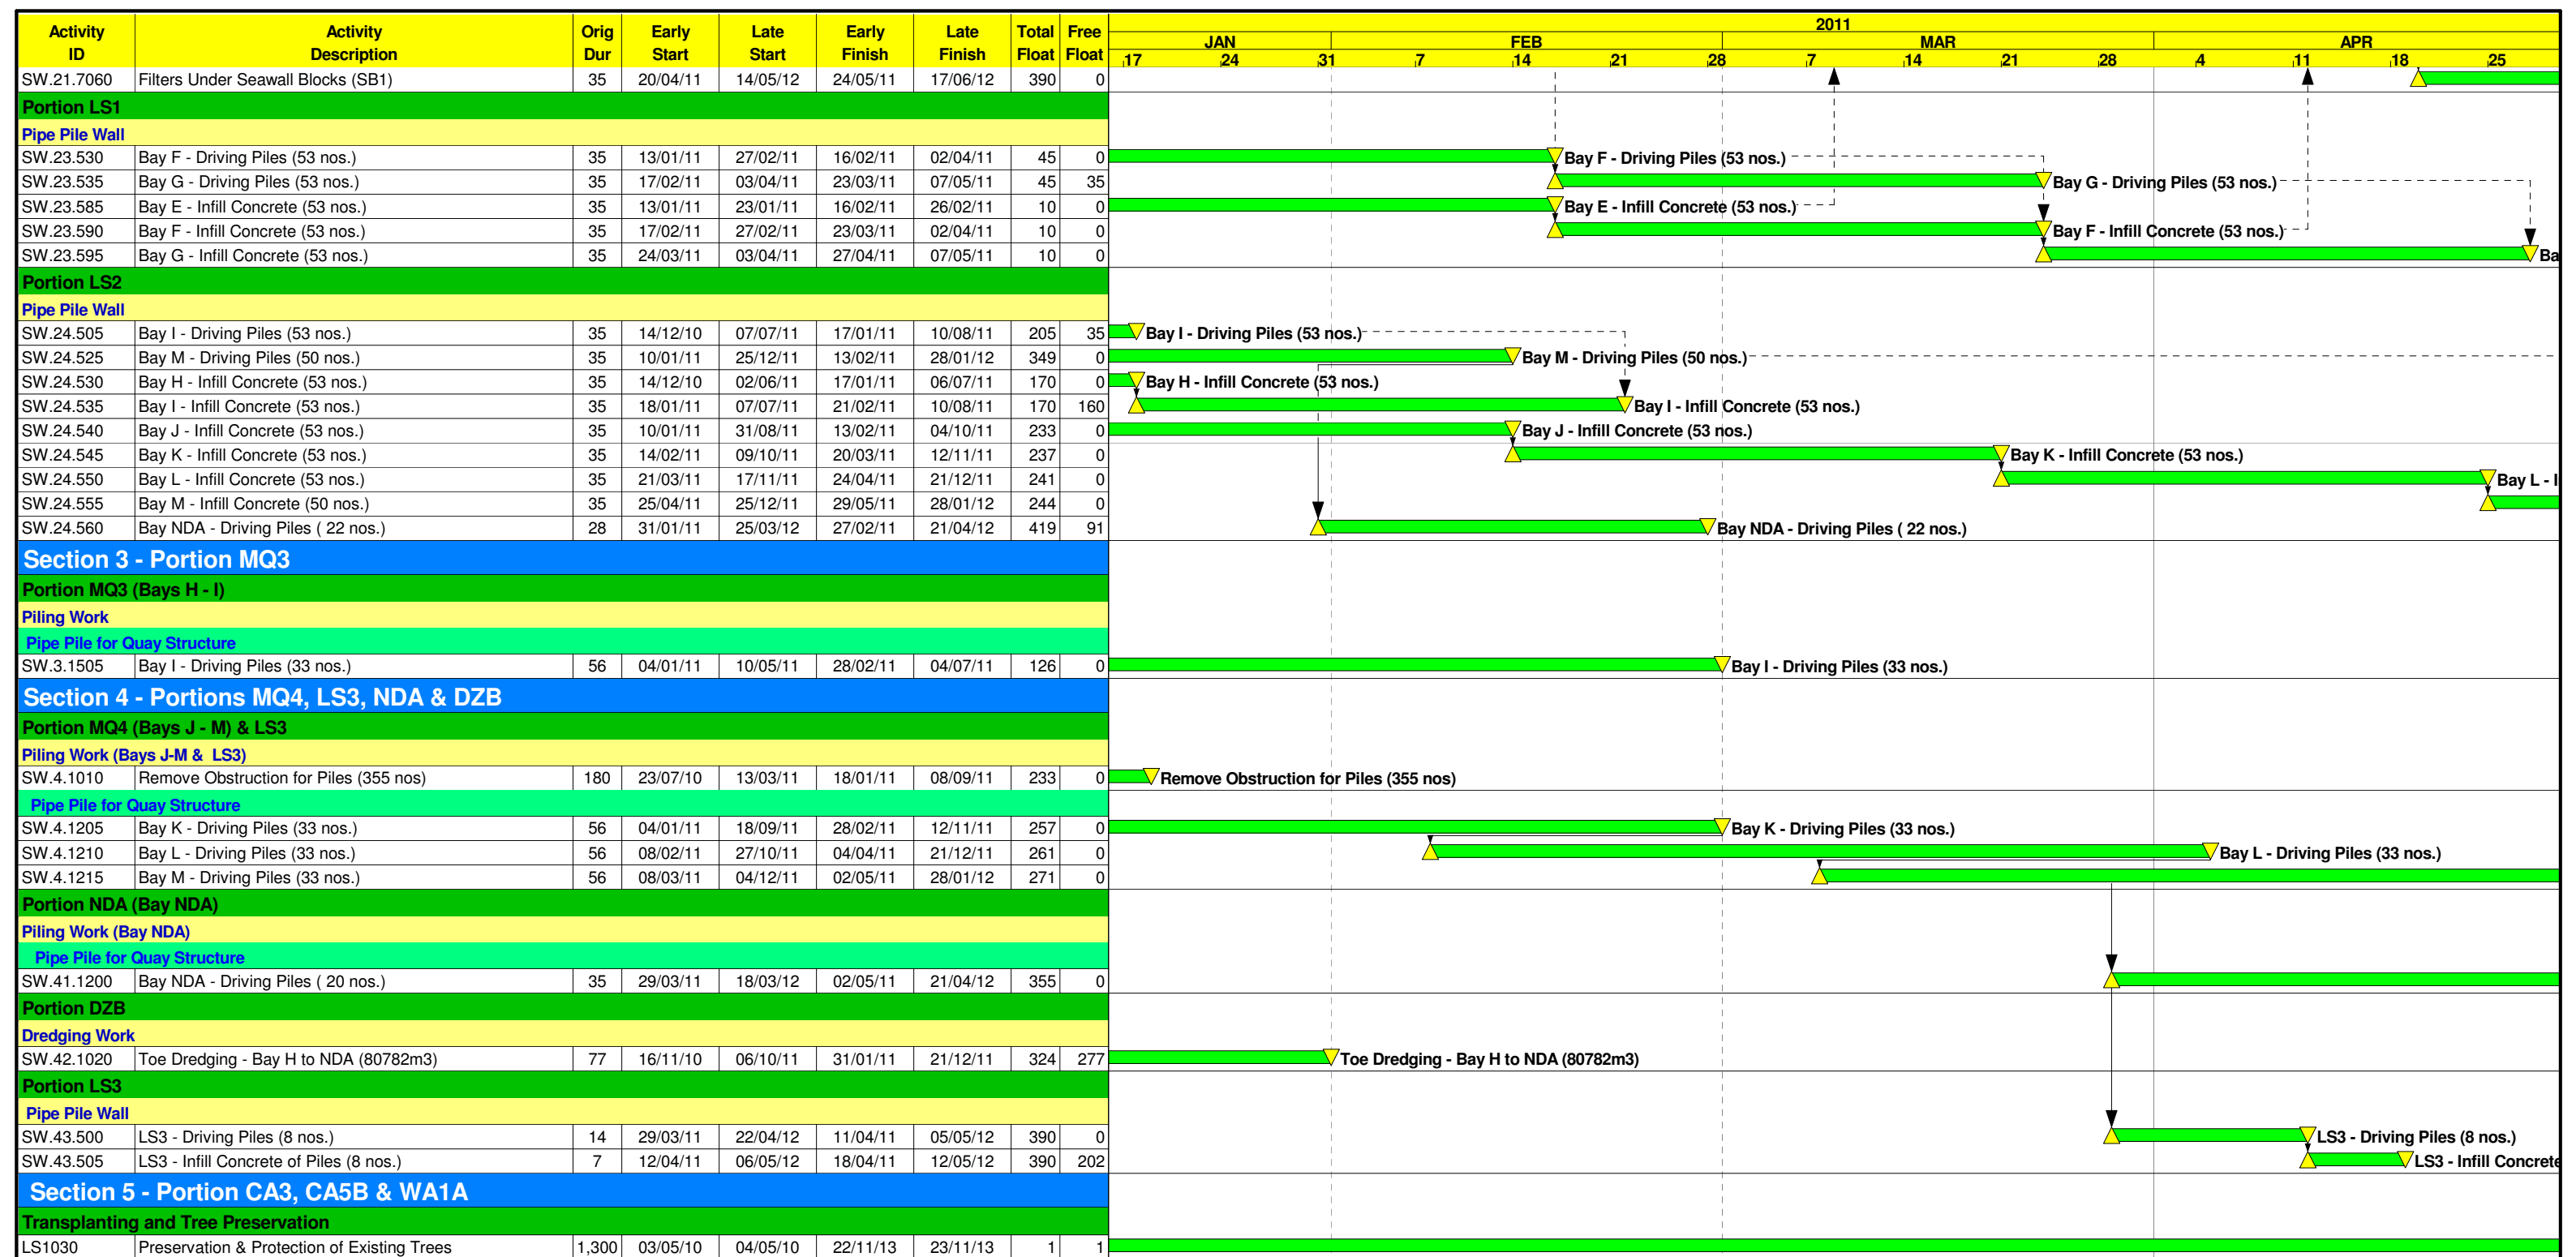 Activity ID Activity Description Orig Dur Early Start Late Start Early Finish Late Finish Total Float Free Float
2011
JAN FEB MAR APR
17 24 31 7 14 21 28 7 14 21 28 4 11 18 25
SW.21.7060 Filters Under Seawall Blocks (SB1) 35 20/04/11 14/05/12 24/05/11 17/06/12 390 0
Portion LS1
Pipe Pile Wall
SW.23.530 Bay F - Driving Piles (53 nos.) 35 13/01/11 27/02/11 16/02/11 02/04/11 45 0 Bay F - Driving Piles (53 nos.)
SW.23.535 Bay G - Driving Piles (53 nos.) 35 17/02/11 03/04/11 23/03/11 07/05/11 45 35 Bay G - Driving Piles (53 nos.)
SW.23.585 Bay E - Infill Concrete (53 nos.) 35 13/01/11 23/01/11 16/02/11 26/02/11 10 0 Bay E - Infill Concrete (53 nos.)
SW.23.590 Bay F - Infill Concrete (53 nos.) 35 17/02/11 27/02/11 23/03/11 02/04/11 10 0 Bay F - Infill Concrete (53 nos.)
SW.23.595 Bay G - Infill Concrete (53 nos.) 35 24/03/11 03/04/11 27/04/11 07/05/11 10 0 Ba
Portion LS2
Pipe Pile Wall
SW.24.505 Bay I - Driving Piles (53 nos.) 35 14/12/10 07/07/11 17/01/11 10/08/11 205 35 Bay I - Driving Piles (53 nos.)
SW.24.525 Bay M - Driving Piles (50 nos.) 35 10/01/11 25/12/11 13/02/11 28/01/12 349 0 Bay M - Driving Piles (50 nos.)
SW.24.530 Bay H - Infill Concrete (53 nos.) 35 14/12/10 02/06/11 17/01/11 06/07/11 170 0 Bay H - Infill Concrete (53 nos.)
SW.24.535 Bay I - Infill Concrete (53 nos.) 35 18/01/11 07/07/11 21/02/11 10/08/11 170 160 Bay I - Infill Concrete (53 nos.)
SW.24.540 Bay J - Infill Concrete (53 nos.) 35 10/01/11 31/08/11 13/02/11 04/10/11 233 0 Bay J - Infill Concrete (53 nos.)
SW.24.545 Bay K - Infill Concrete (53 nos.) 35 14/02/11 09/10/11 20/03/11 12/11/11 237 0 Bay K - Infill Concrete (53 nos.)
SW.24.550 Bay L - Infill Concrete (53 nos.) 35 21/03/11 17/11/11 24/04/11 21/12/11 241 0 Bay L - I
SW.24.555 Bay M - Infill Concrete (50 nos.) 35 25/04/11 25/12/11 29/05/11 28/01/12 244 0
SW.24.560 Bay NDA - Driving Piles ( 22 nos.) 28 31/01/11 25/03/12 27/02/11 21/04/12 419 91 Bay NDA - Driving Piles ( 22 nos.)
Section 3 - Portion MQ3
Portion MQ3 (Bays H - I)
Piling Work
Pipe Pile for Quay Structure
SW.3.1505 Bay I - Driving Piles (33 nos.) 56 04/01/11 10/05/11 28/02/11 04/07/11 126 0 Bay I - Driving Piles (33 nos.)
Section 4 - Portions MQ4, LS3, NDA & DZB
Portion MQ4 (Bays J - M) & LS3
Piling Work (Bays J-M & LS3)
SW.4.1010 Remove Obstruction for Piles (355 nos) 180 23/07/10 13/03/11 18/01/11 08/09/11 233 0 Remove Obstruction for Piles (355 nos)
Pipe Pile for Quay Structure
SW.4.1205 Bay K - Driving Piles (33 nos.) 56 04/01/11 18/09/11 28/02/11 12/11/11 257 0 Bay K - Driving Piles (33 nos.)
SW.4.1210 Bay L - Driving Piles (33 nos.) 56 08/02/11 27/10/11 04/04/11 21/12/11 261 0 Bay L - Driving Piles (33 nos.)
SW.4.1215 Bay M - Driving Piles (33 nos.) 56 08/03/11 04/12/11 02/05/11 28/01/12 271 0
Portion NDA (Bay NDA)
Piling Work (Bay NDA)
Pipe Pile for Quay Structure
SW.41.1200 Bay NDA - Driving Piles ( 20 nos.) 35 29/03/11 18/03/12 02/05/11 21/04/12 355 0
Portion DZB
Dredging Work
SW.42.1020 Toe Dredging - Bay H to NDA (80782m3) 77 16/11/10 06/10/11 31/01/11 21/12/11 324 277 Toe Dredging - Bay H to NDA (80782m3)
Portion LS3
Pipe Pile Wall
SW.43.500 LS3 - Driving Piles (8 nos.) 14 29/03/11 22/04/12 11/04/11 05/05/12 390 0 LS3 - Driving Piles (8 nos.)
SW.43.505 LS3 - Infill Concrete of Piles (8 nos.) 7 12/04/11 06/05/12 18/04/11 12/05/12 390 202 LS3 - Infill Concrete
Section 5 - Portion CA3, CA5B & WA1A
Transplanting and Tree Preservation
LS1030 Preservation & Protection of Existing Trees 1,300 03/05/10 04/05/10 22/11/13 23/11/13 1 1